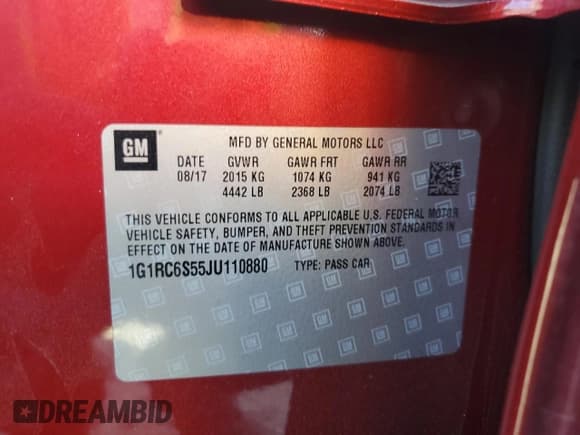 GM
MFD BY GENERAL MOTORS LLC
DATE GVWR GAWR FRT GAWR RR
08/17 2015 KG 1074 KG 941 KG
4442 LB 2368 LB 2074 LB
THIS VEHICLE CONFORMS TO ALL APPLICABLE U.S. FEDERAL MOTOR
VEHICLE SAFETY, BUMPER, AND THEFT PREVENTION STANDARDS IN
EFFECT ON THE DATE OF MANUFACTURE SHOWN ABOVE.
1G1RC6S55JU110880 TYPE: PASS CAR
DREAMBID